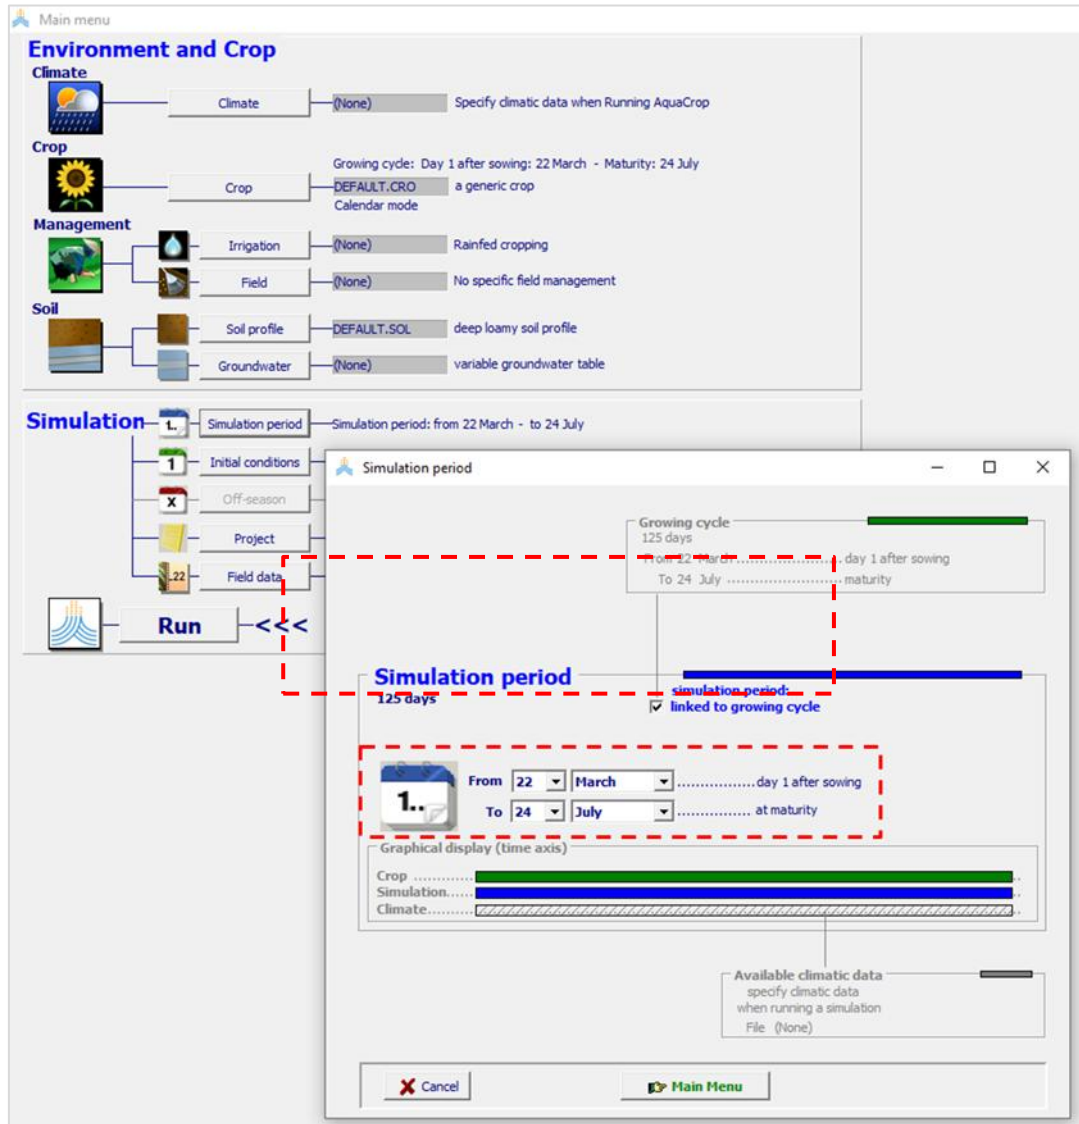 Main menu
Environment and Crop
Climate
Climate
(None)
Specify climatic data when Running AquaCrop
Crop
Growing cycle: Day 1 after sowing: 22 March - Maturity: 24 July
Crop
DEFAULT.CRO
a generic crop
Calendar mode
Management
Irrigation
(None)
Rainfed cropping
Field
(None)
No specific field management
Soil
Soil profile
DEFAULT.SOL
deep loamy soil profile
Groundwater
(None)
variable groundwater table
Simulation
1..
Simulation period
Simulation period: from 22 March - to 24 July
1
Initial conditions
X
Off-season
Project
..22
Field data
Run
<<<
Simulation period
Growing cycle
125 days
From 22 March ........................ day 1 after sowing
To 24 July .......................... maturity
Simulation period
125 days
simulation period:
linked to growing cycle
1..
From 22 March ................. day 1 after sowing
To 24 July ................ at maturity
Graphical display (time axis)
Crop .............
Simulation......
Climate..........
Available climatic data
specify climatic data
when running a simulation
File (None)
Cancel
Main Menu